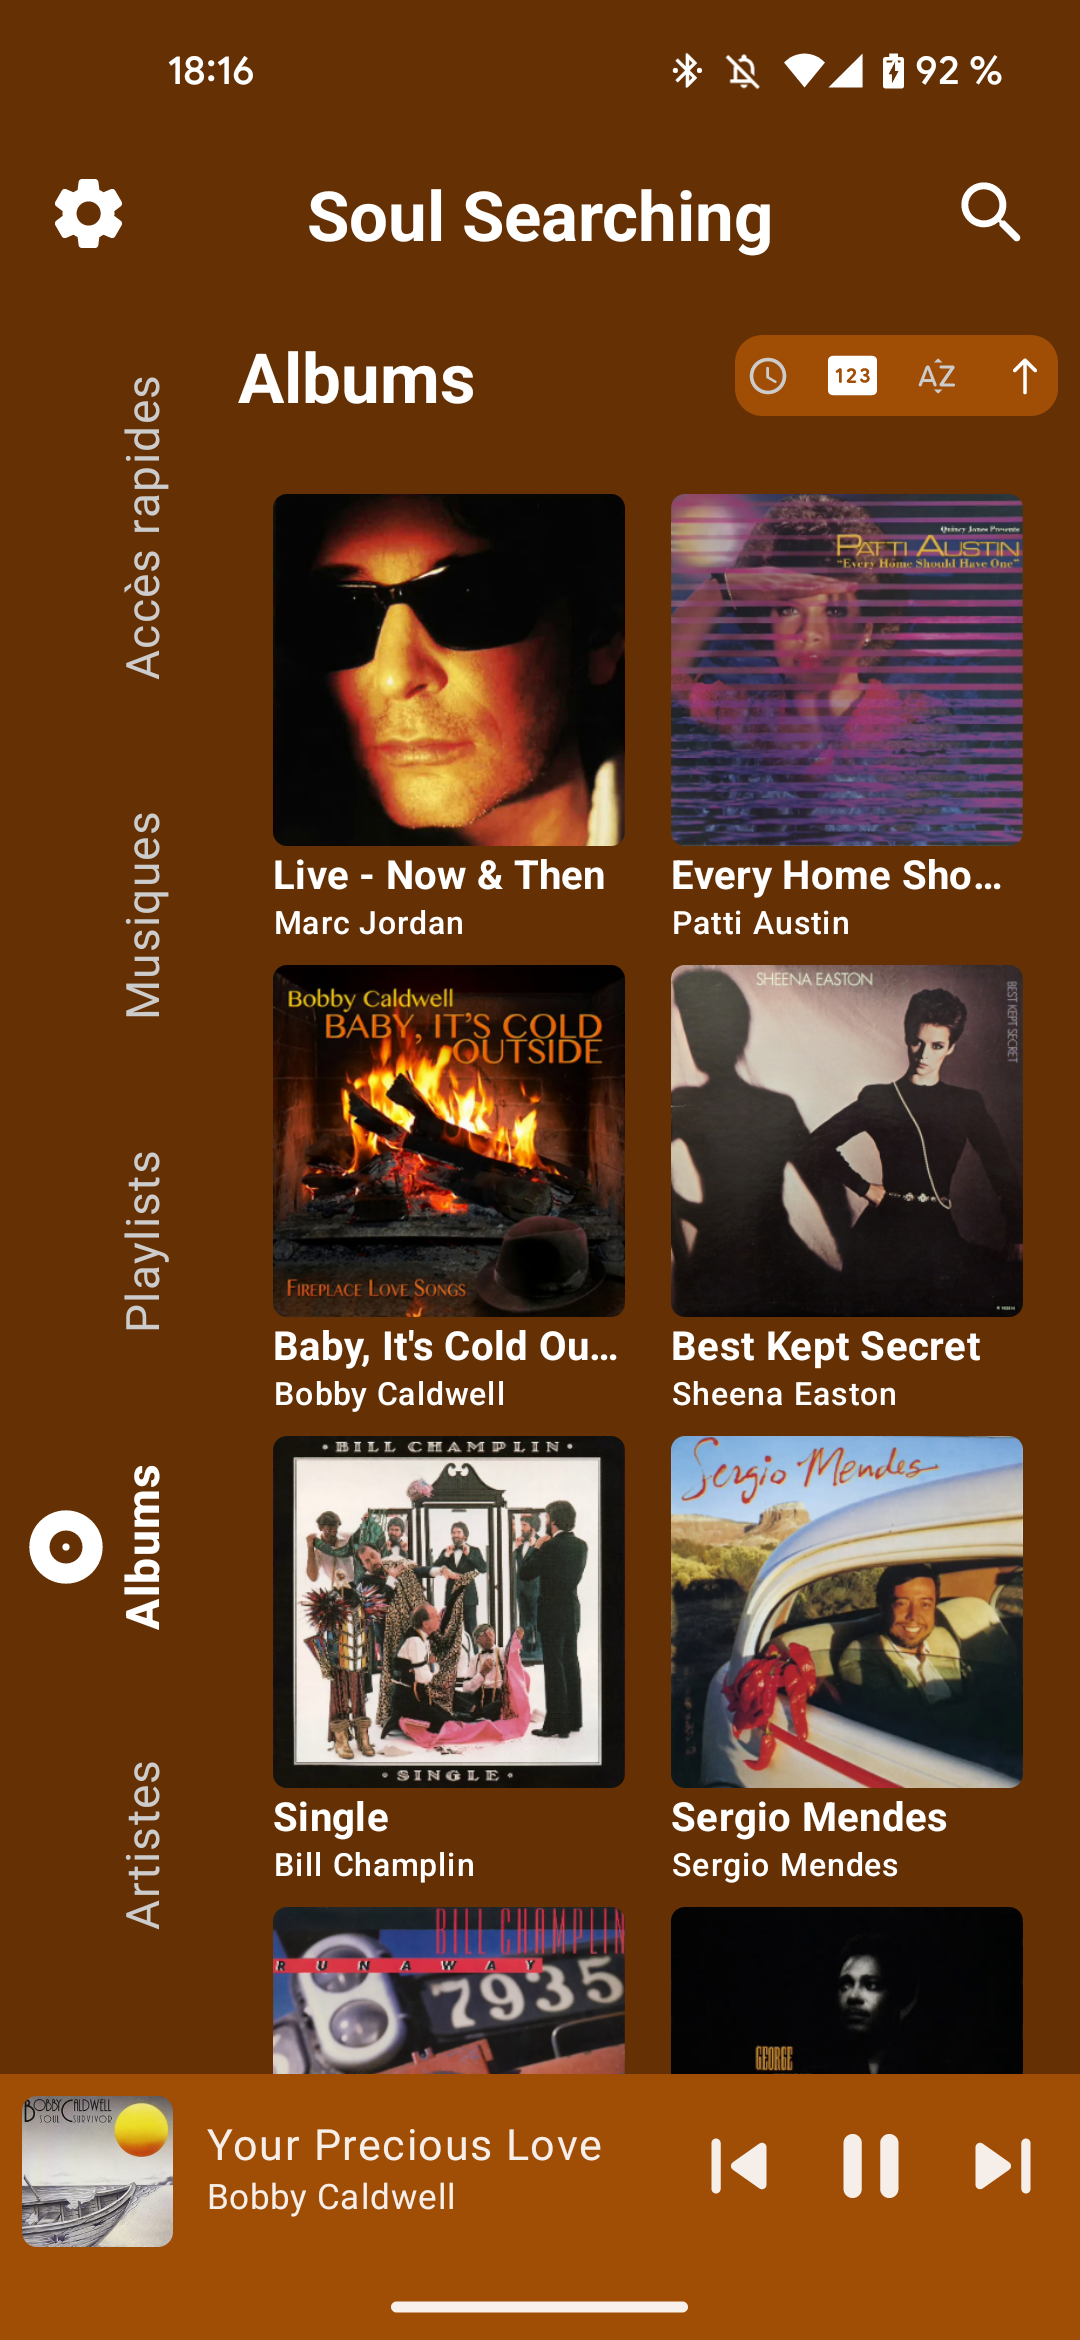 18:16
92 %
Soul Searching
Albums
123
AZ
Accès rapides
Musiques
Playlists
Albums
Artistes
Quincy Jones Presents
PATTI AUSTIN
"Every Home Should Have One"
Live - Now & Then
Marc Jordan
Every Home Sho...
Patti Austin
Bobby Caldwell
BABY, IT'S COLD
OUTSIDE
FIREPLACE LOVE SONGS
SHEENA EASTON
BEST KEPT SECRET
Baby, It's Cold Ou...
Bobby Caldwell
Best Kept Secret
Sheena Easton
• BILL CHAMPLIN •
• SINGLE •
Sergio Mendes
Single
Bill Champlin
Sergio Mendes
Sergio Mendes
BILL CHAMPLIN
RUNAWAY
7935
GEORGE
BOBBY CALDWELL
SOUL SURVIVOR
Your Precious Love
Bobby Caldwell